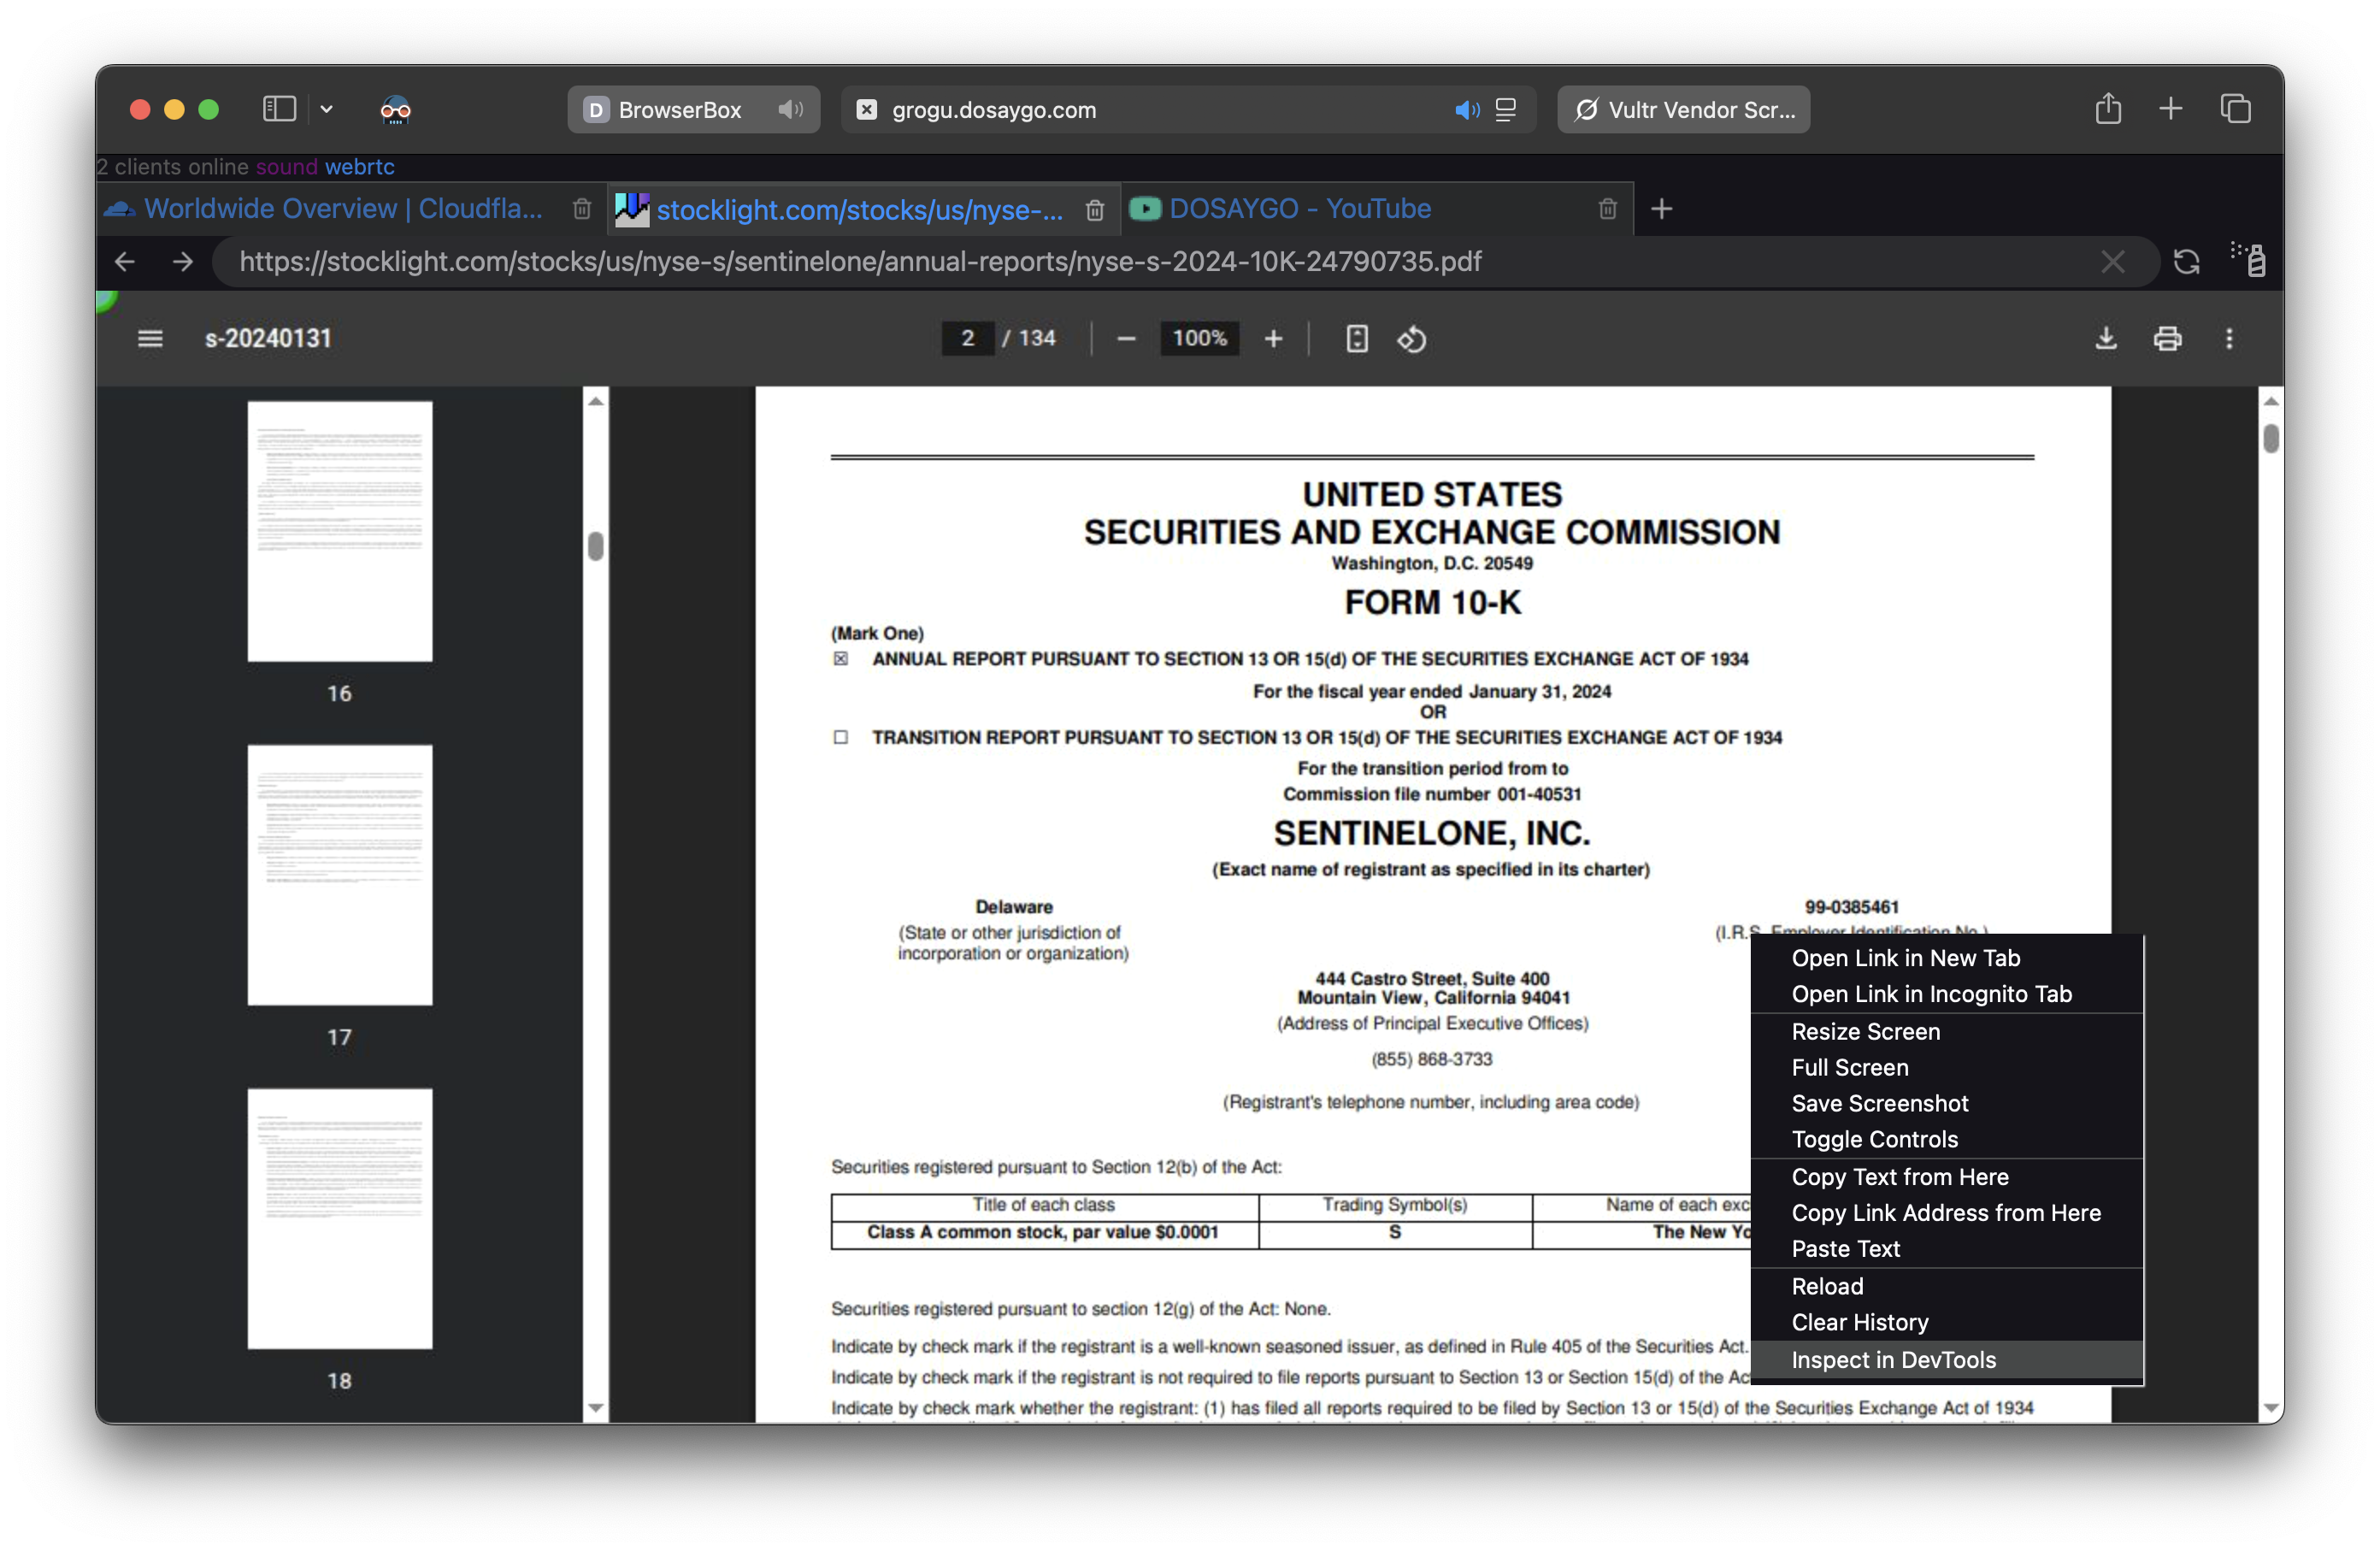 D BrowserBox
grogu.dosaygo.com
Vultr Vendor Scr...
2 clients online sound webrtc
Worldwide Overview | Cloudfla...
stocklight.com/stocks/us/nyse-...
DOSAYGO - YouTube
https://stocklight.com/stocks/us/nyse-s/sentinelone/annual-reports/nyse-s-2024-10K-24790735.pdf
s-20240131
2 / 134
100%
16
17
18
UNITED STATES
SECURITIES AND EXCHANGE COMMISSION
Washington, D.C. 20549
FORM 10-K
(Mark One)
☒ ANNUAL REPORT PURSUANT TO SECTION 13 OR 15(d) OF THE SECURITIES EXCHANGE ACT OF 1934
For the fiscal year ended January 31, 2024
OR
☐ TRANSITION REPORT PURSUANT TO SECTION 13 OR 15(d) OF THE SECURITIES EXCHANGE ACT OF 1934
For the transition period from to
Commission file number 001-40531
SENTINELONE, INC.
(Exact name of registrant as specified in its charter)
Delaware
(State or other jurisdiction of
incorporation or organization)
99-0385461
(I.R.S. Employer Identification No.)
444 Castro Street, Suite 400
Mountain View, California 94041
(Address of Principal Executive Offices)
(855) 868-3733
(Registrant's telephone number, including area code)
Securities registered pursuant to Section 12(b) of the Act:
Title of each class
Trading Symbol(s)
Name of each exc
Class A common stock, par value $0.0001
S
The New Yo
Securities registered pursuant to section 12(g) of the Act: None.
Indicate by check mark if the registrant is a well-known seasoned issuer, as defined in Rule 405 of the Securities Act.
Indicate by check mark if the registrant is not required to file reports pursuant to Section 13 or Section 15(d) of the Ac
Indicate by check mark whether the registrant: (1) has filed all reports required to be filed by Section 13 or 15(d) of the Securities Exchange Act of 1934
Open Link in New Tab
Open Link in Incognito Tab
Resize Screen
Full Screen
Save Screenshot
Toggle Controls
Copy Text from Here
Copy Link Address from Here
Paste Text
Reload
Clear History
Inspect in DevTools